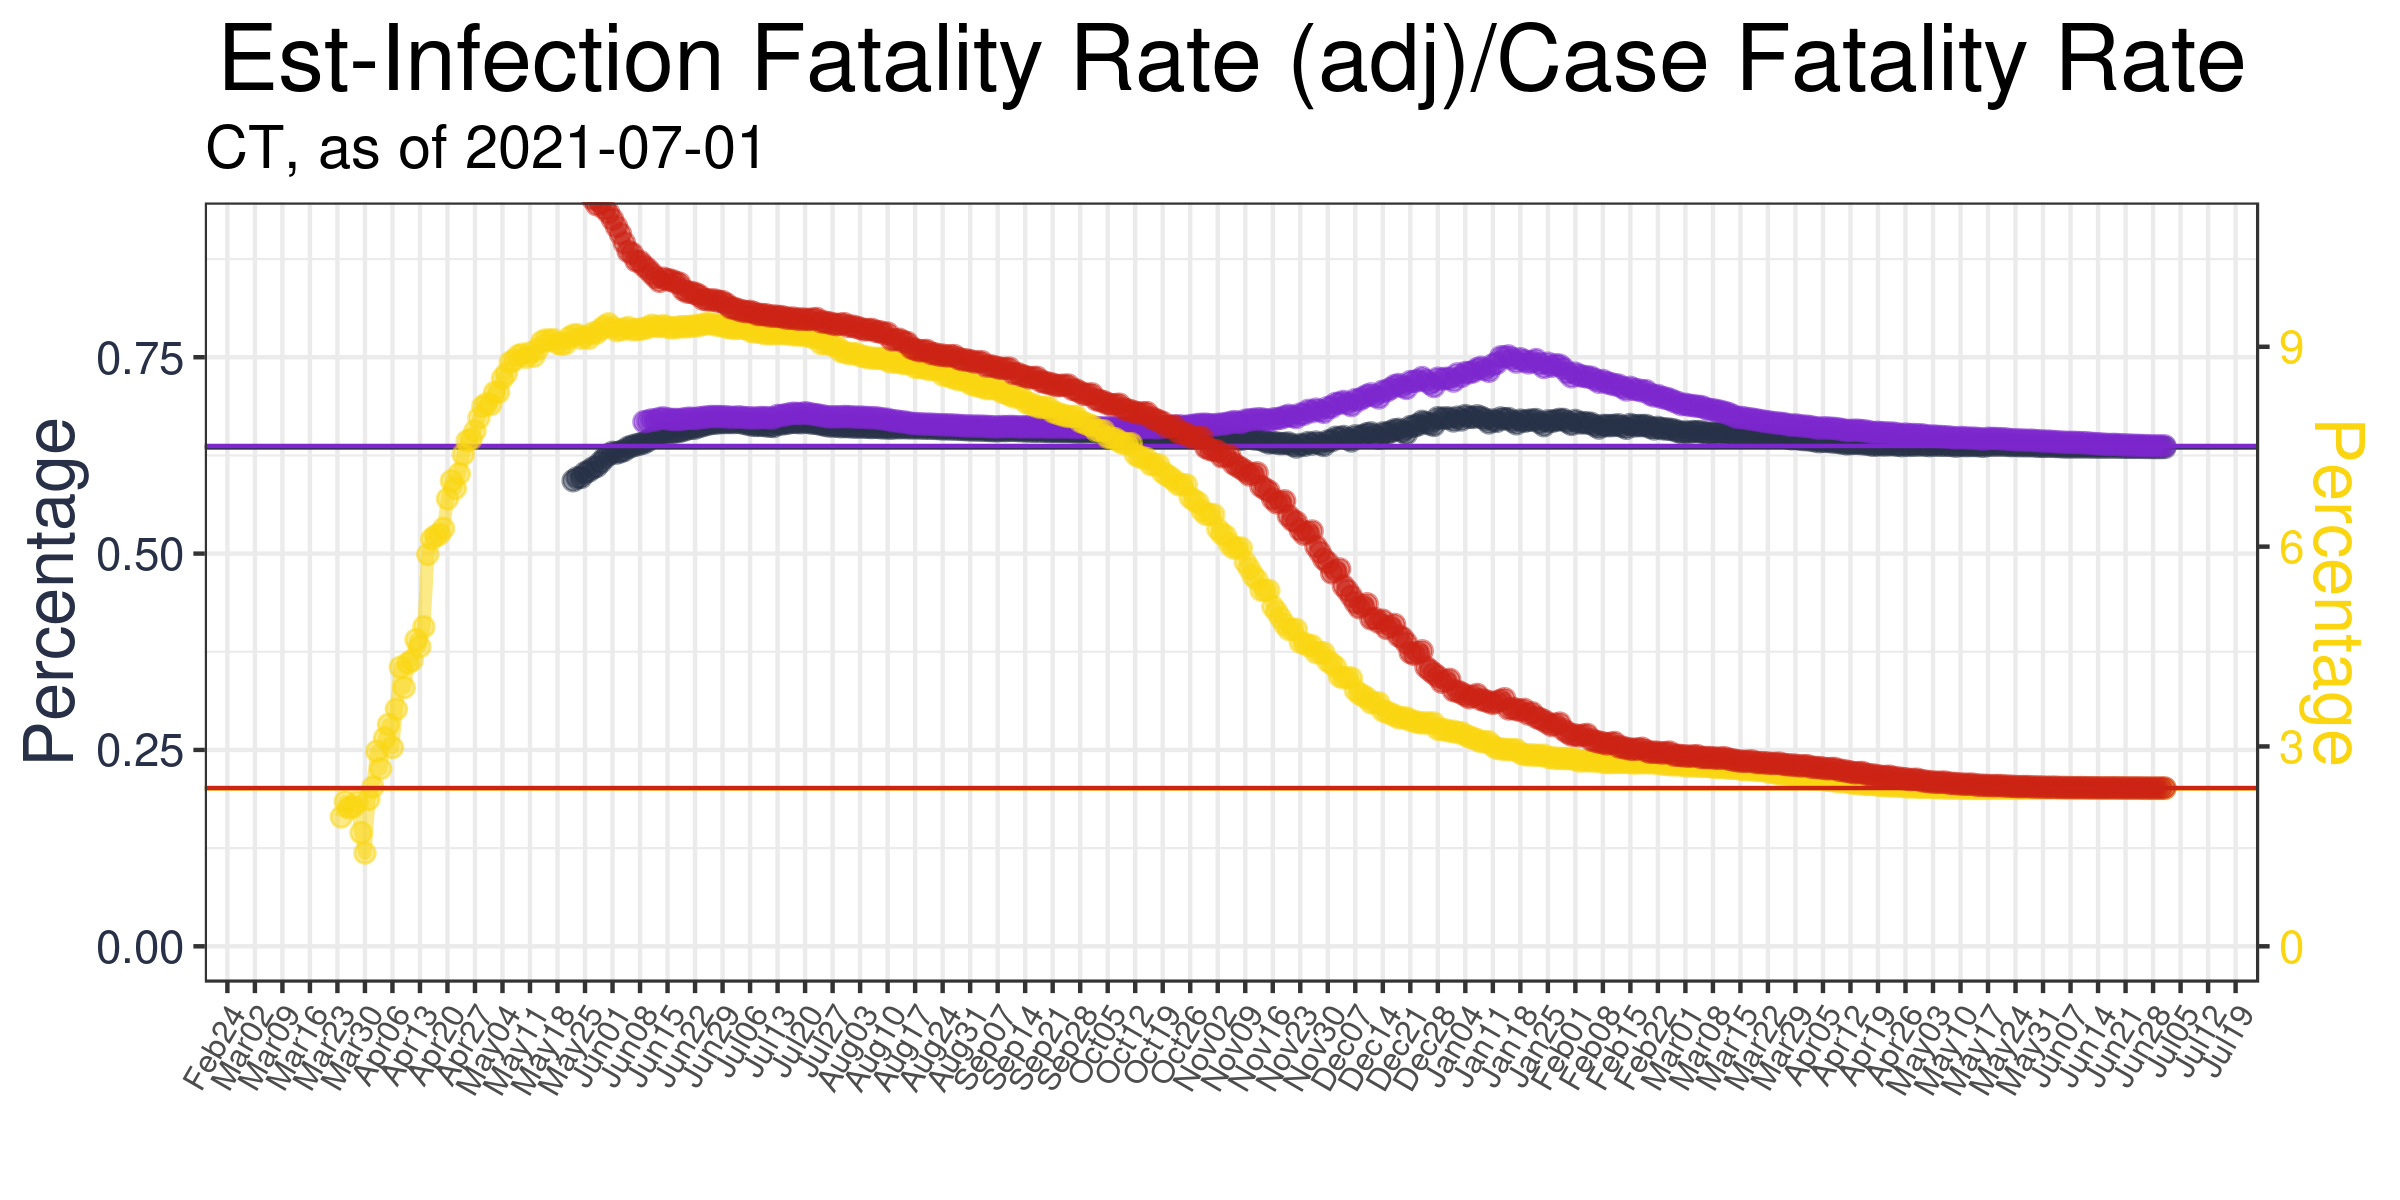 Est-Infection Fatality Rate (adj)/Case Fatality Rate
CT, as of 2021-07-01
Percentage
0.75
0.50
0.25
0.00
9
6
3
0
Percentage
Feb24
Mar02
Mar09
Mar16
Mar23
Mar30
Apr06
Apr13
Apr20
Apr27
May04
May11
May18
May25
Jun01
Jun08
Jun15
Jun22
Jun29
Jul06
Jul13
Jul20
Jul27
Aug03
Aug10
Aug17
Aug24
Aug31
Sep07
Sep14
Sep21
Sep28
Oct05
Oct12
Oct19
Oct26
Nov02
Nov09
Nov16
Nov23
Nov30
Dec07
Dec14
Dec21
Dec28
Jan04
Jan11
Jan18
Jan25
Feb01
Feb08
Feb15
Feb22
Mar01
Mar08
Mar15
Mar22
Mar29
Apr05
Apr12
Apr19
Apr26
May03
May10
May17
May24
May31
Jun07
Jun14
Jun21
Jun28
Jul05
Jul12
Jul19